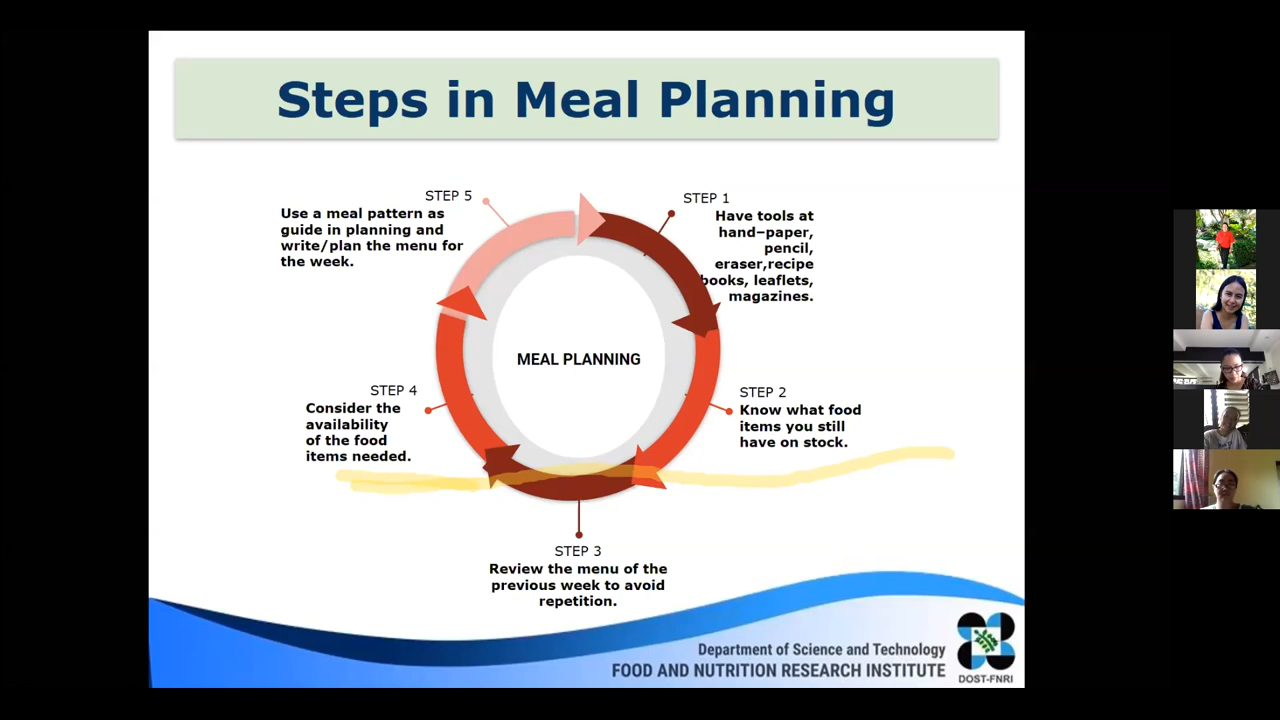 Steps in Meal Planning
STEP 1
Have tools at
hand–paper,
pencil,
eraser,recipe
books, leaflets,
magazines.
STEP 2
Know what food
items you still
have on stock.
STEP 3
Review the menu of the
previous week to avoid
repetition.
STEP 4
Consider the
availability
of the food
items needed.
STEP 5
Use a meal pattern as
guide in planning and
write/plan the menu for
the week.
MEAL PLANNING
Department of Science and Technology
FOOD AND NUTRITION RESEARCH INSTITUTE
DOST-FNRI